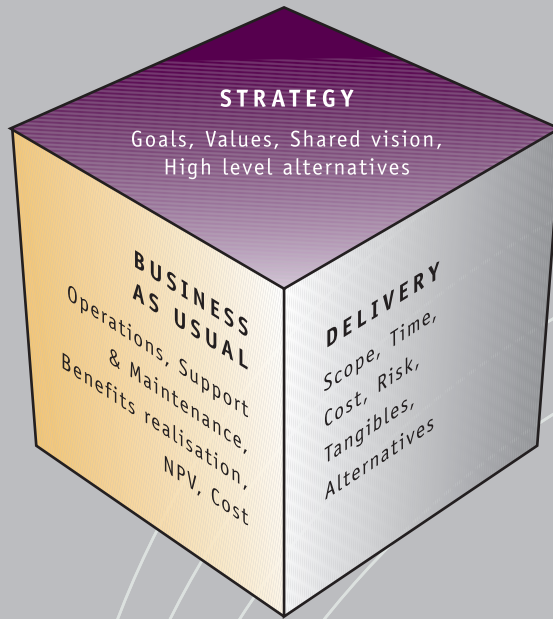 STRATEGY
Goals, Values, Shared vision,
High level alternatives
BUSINESS
AS USUAL
Operations, Support
& Maintenance,
Benefits realisation,
NPV, Cost
DELIVERY
Scope, Time,
Cost, Risk,
Tangibles,
Alternatives